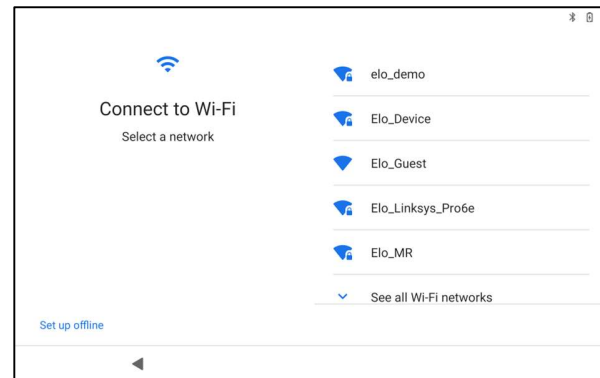 Connect to Wi-Fi
Select a network
elo_demo
Elo_Device
Elo_Guest
Elo_Linksys_Pro6e
Elo_MR
See all Wi-Fi networks
Set up offline